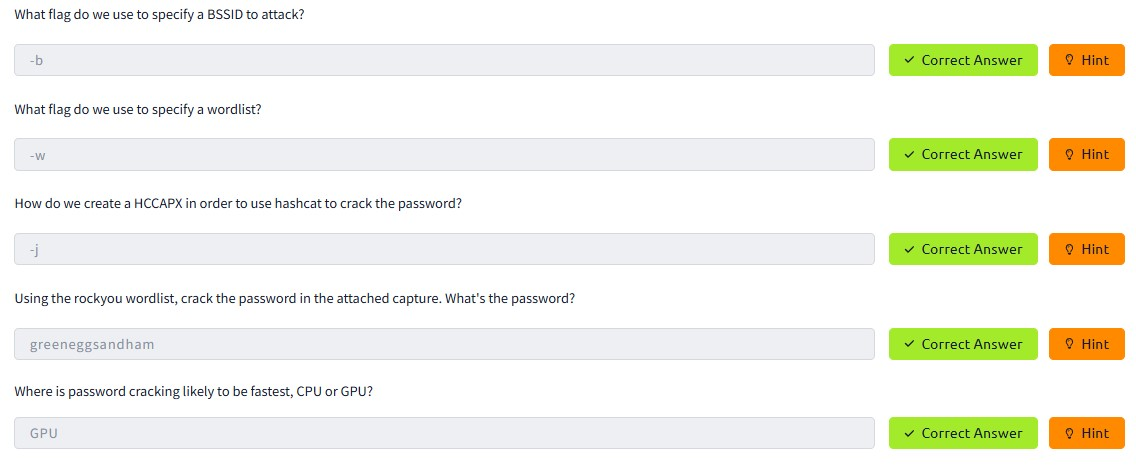 What flag do we use to specify a BSSID to attack?
-b Correct Answer Hint
What flag do we use to specify a wordlist?
-w Correct Answer Hint
How do we create a HCCAPX in order to use hashcat to crack the password?
-j Correct Answer Hint
Using the rockyou wordlist, crack the password in the attached capture. What's the password?
greeneggsandham Correct Answer Hint
Where is password cracking likely to be fastest, CPU or GPU?
GPU Correct Answer Hint